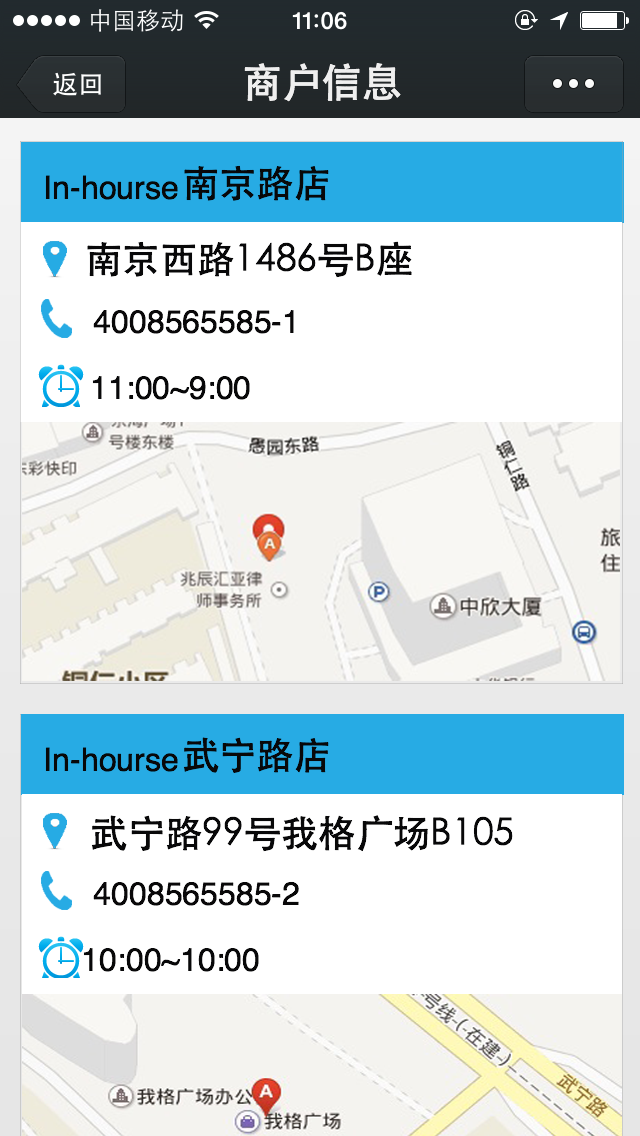 中国移动 11:06
返回 商户信息
In-hourse南京路店
南京西路1486号B座
4008565585-1
11:00~9:00
号楼东楼
愚园东路
彩快印
铜仁路
旅
住
兆辰汇亚律
师事务所
A
P
中欣大厦
铜仁小区
In-hourse武宁路店
武宁路99号我格广场B105
4008565585-2
10:00~10:00
号线-(-在建-)
武宁路
我格广场办公
A
我格广场